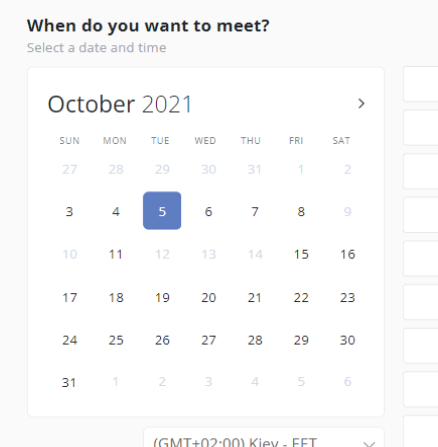 When do you want to meet?
Select a date and time
October 2021
SUN MON TUE WED THU FRI SAT
27 28 29 30 31 1 2
3 4 5 6 7 8 9
10 11 12 13 14 15 16
17 18 19 20 21 22 23
24 25 26 27 28 29 30
31 1 2 3 4 5 6
(GMT+02:00) Kiev - EET